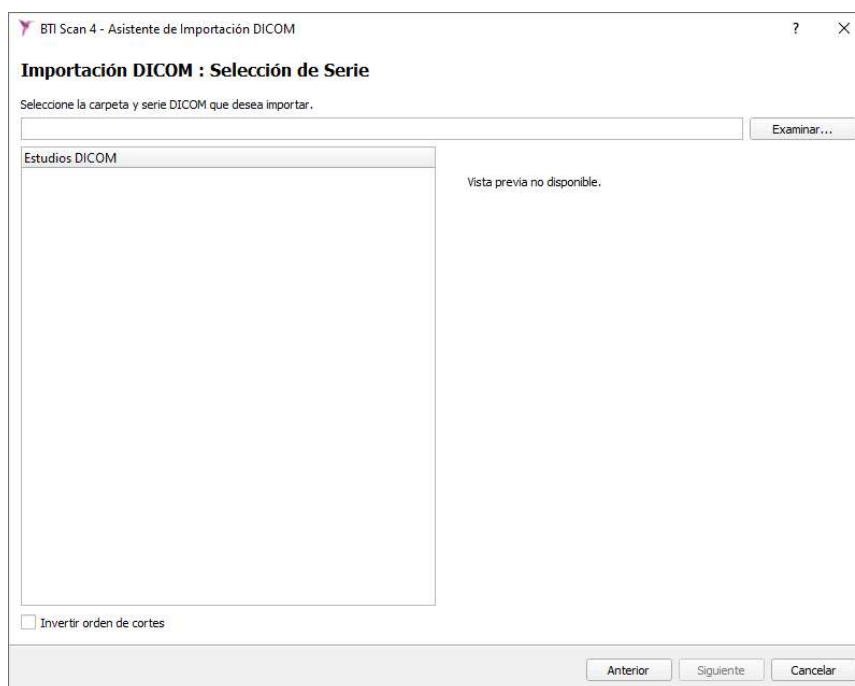 BTI Scan 4 - Asistente de Importación DICOM
?
Importación DICOM : Selección de Serie
Seleccione la carpeta y serie DICOM que desea importar.
Examinar...
Estudios DICOM
Vista previa no disponible.
Invertir orden de cortes
Anterior
Siguiente
Cancelar